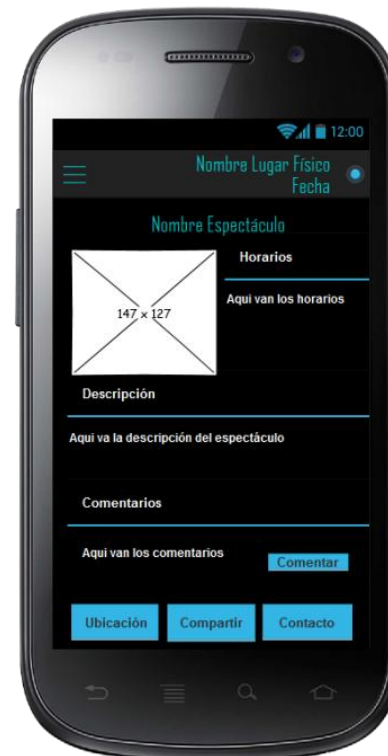 12:00
Nombre Lugar Físico
Fecha
Nombre Espectáculo
Horarios
147 x 127
Aqui van los horarios
Descripción
Aqui va la descripción del espectáculo
Comentarios
Aqui van los comentarios
Comentar
Ubicación
Compartir
Contacto